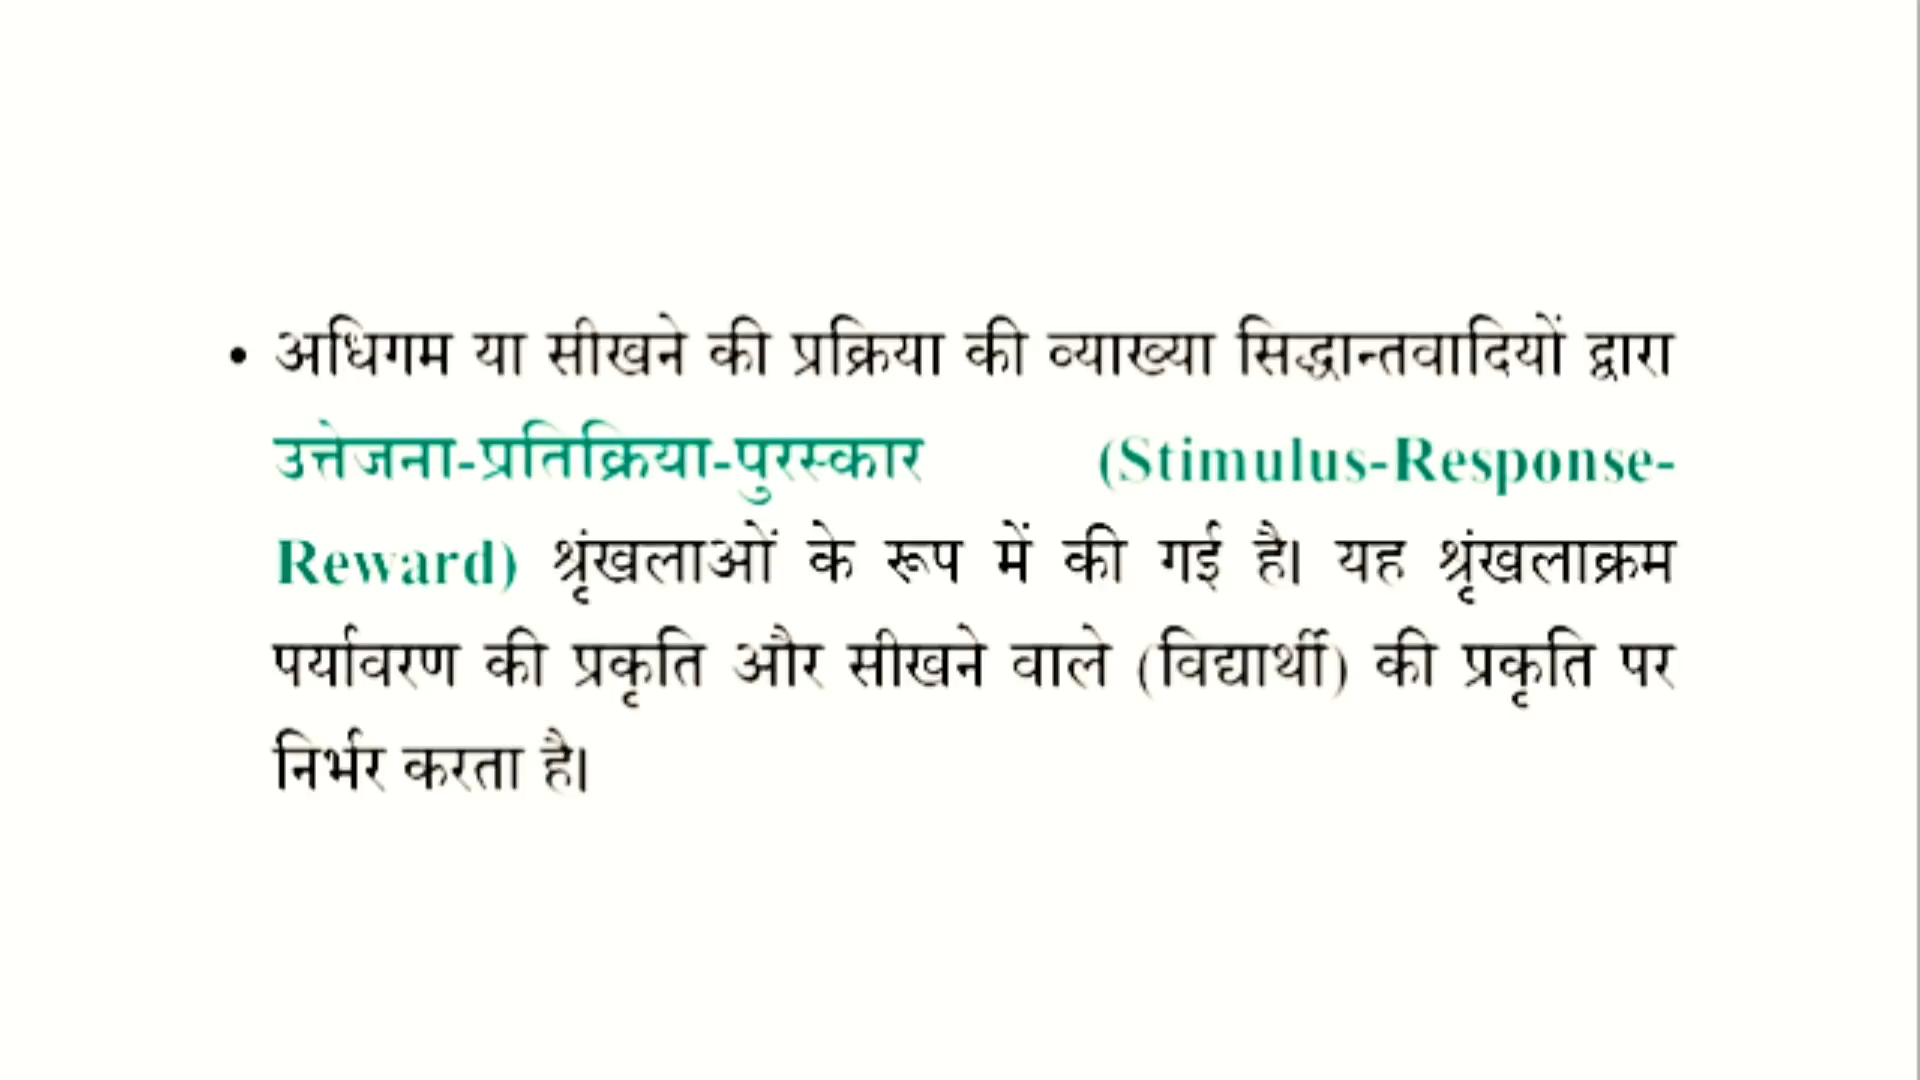 • अधिगम या सीखने की प्रक्रिया की व्याख्या सिद्धान्तवादियों द्वारा
उत्तेजना-प्रतिक्रिया-पुरस्कार (Stimulus-Response-
Reward) श्रृंखलाओं के रूप में की गई है। यह श्रृंखलाक्रम
पर्यावरण की प्रकृति और सीखने वाले (विद्यार्थी) की प्रकृति पर
निर्भर करता है।